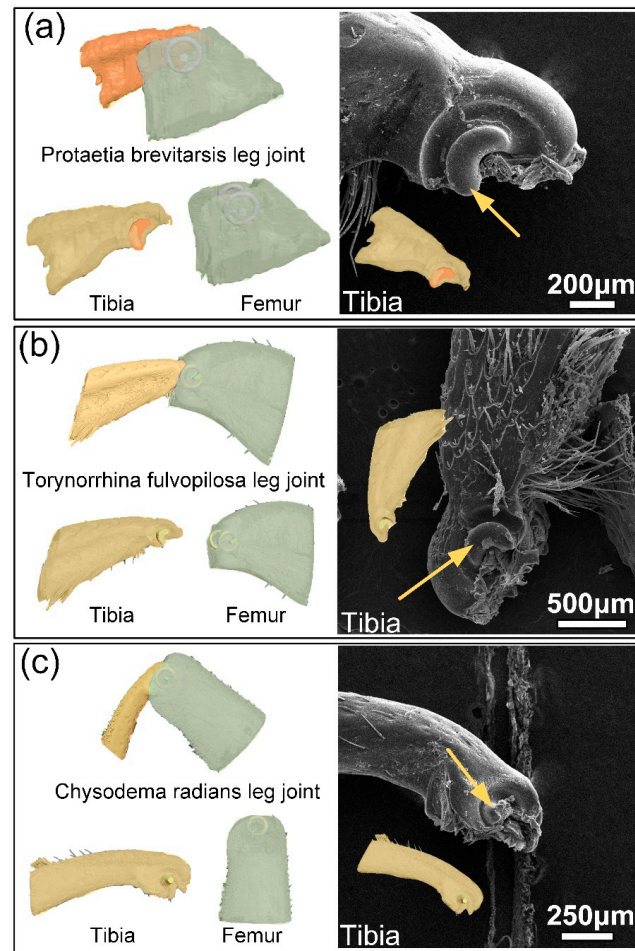 (a)
Protaetia brevitarsis leg joint
Tibia Femur
Tibia
200μm
(b)
Torynorrhina fulvopilosa leg joint
Tibia Femur
Tibia
500μm
(c)
Chysodema radians leg joint
Tibia Femur
Tibia
250μm